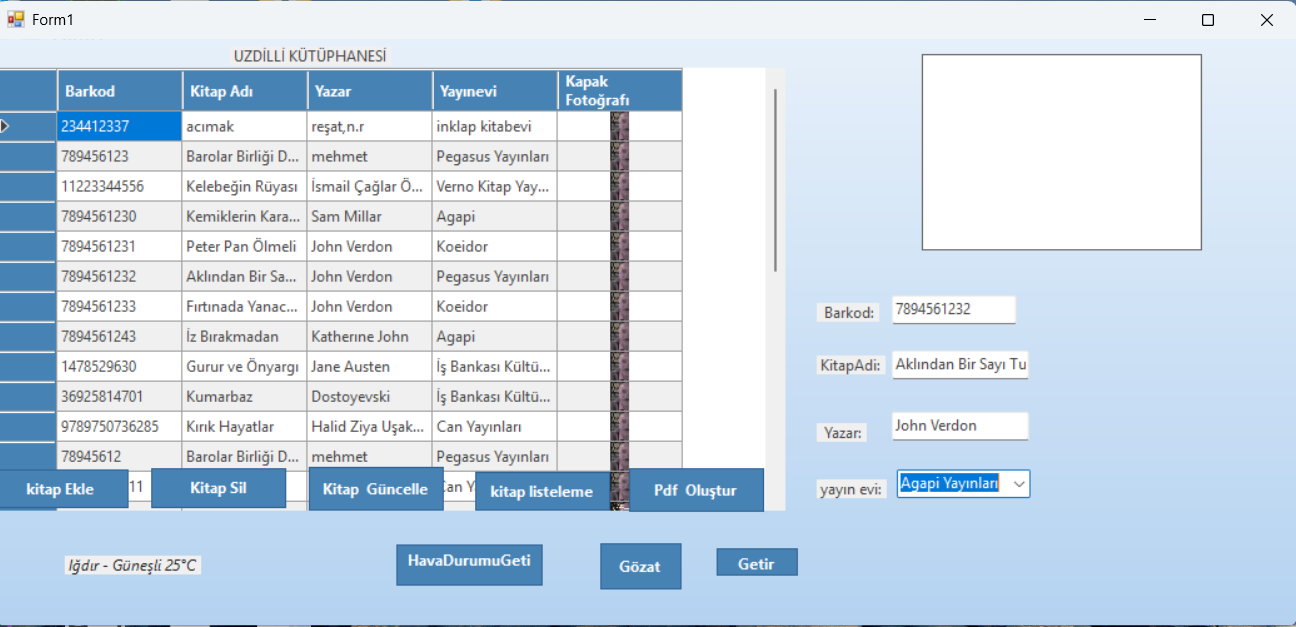 Form1
UZDİLLİ KÜTÜPHANESİ
Barkod Kitap Adı Yazar Yayınevi Kapak Fotoğrafı
234412337 acımak reşat,n.r inklap kitabevi
789456123 Barolar Birliği D... mehmet Pegasus Yayınları
11223344556 Kelebeğin Rüyası İsmail Çağlar Ö... Verno Kitap Yay...
7894561230 Kemiklerin Kara... Sam Millar Agapi
7894561231 Peter Pan Ölmeli John Verdon Koeidor
7894561232 Aklından Bir Sa... John Verdon Pegasus Yayınları
7894561233 Fırtınada Yanac... John Verdon Koeidor
7894561243 İz Bırakmadan Katherıne John Agapi
1478529630 Gurur ve Önyargı Jane Austen İş Bankası Kültü...
36925814701 Kumarbaz Dostoyevski İş Bankası Kültü...
9789750736285 Kırık Hayatlar Halid Ziya Uşak... Can Yayınları
78945612 Barolar Birliği D... mehmet Pegasus Yayınları
11 Can Y
kitap Ekle Kitap Sil Kitap Güncelle kitap listeleme Pdf Oluştur
Barkod: 7894561232
KitapAdi: Aklından Bir Sayı Tu
Yazar: John Verdon
yayın evi: Agapi Yayınları
Iğdır - Güneşli 25°C
HavaDurumuGeti
Gözat
Getir